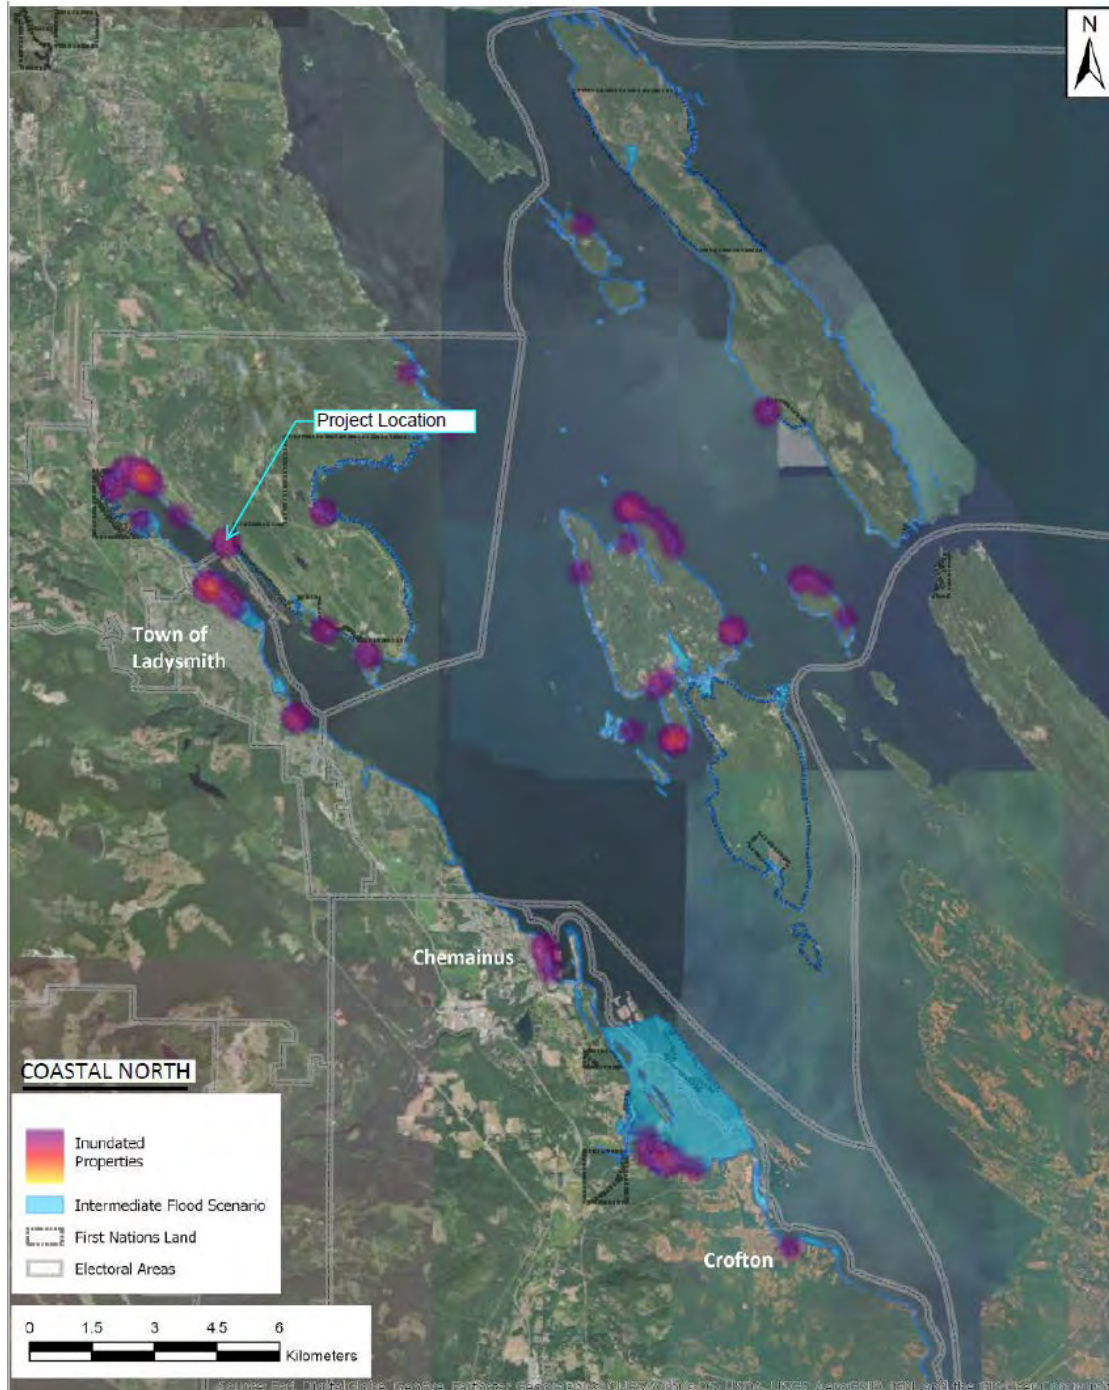 N
Project Location
Town of
Ladysmith
Chemainus
COASTAL NORTH
Inundated
Properties
Intermediate Flood Scenario
First Nations Land
Electoral Areas
Crofton
0 1.5 3 4.5 6
Kilometers